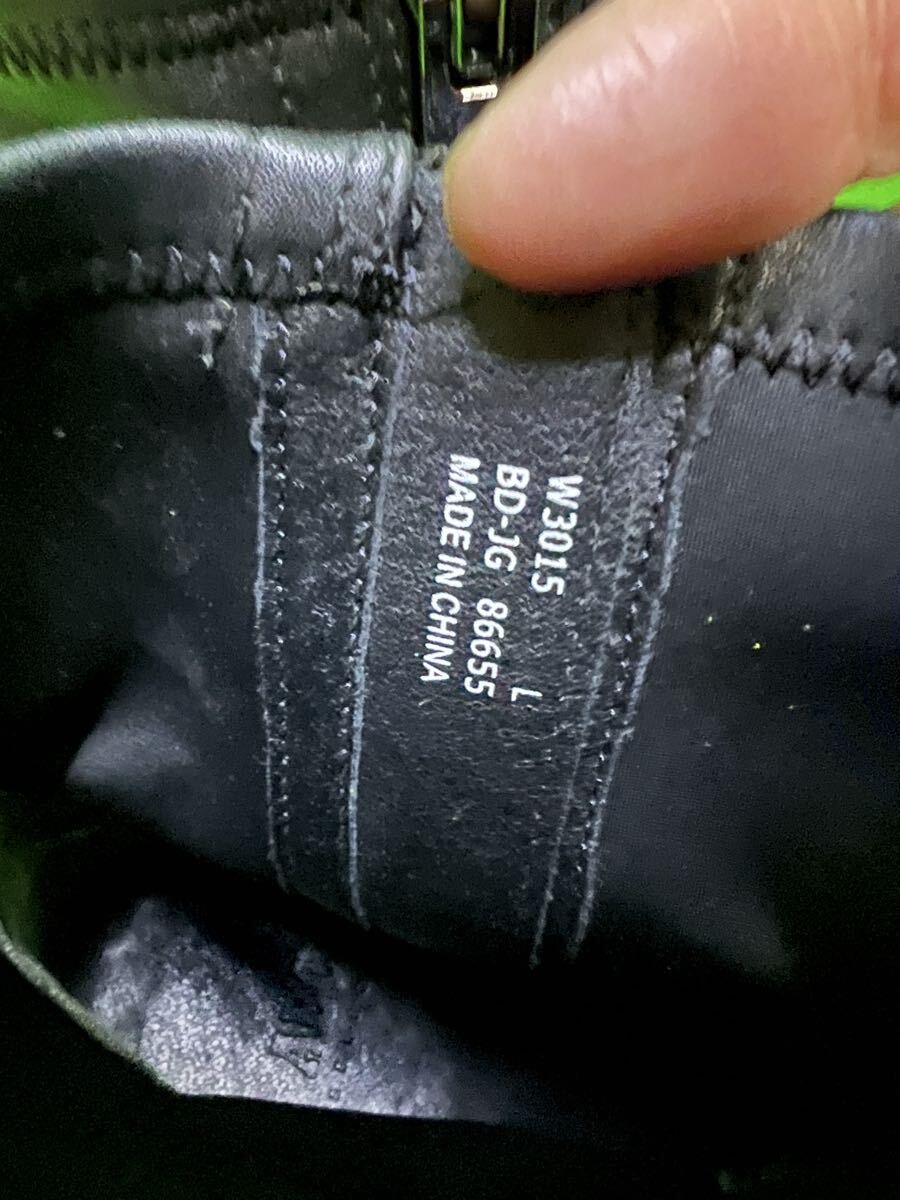 W3015 L
BD-JG 86655
MADE IN CHINA